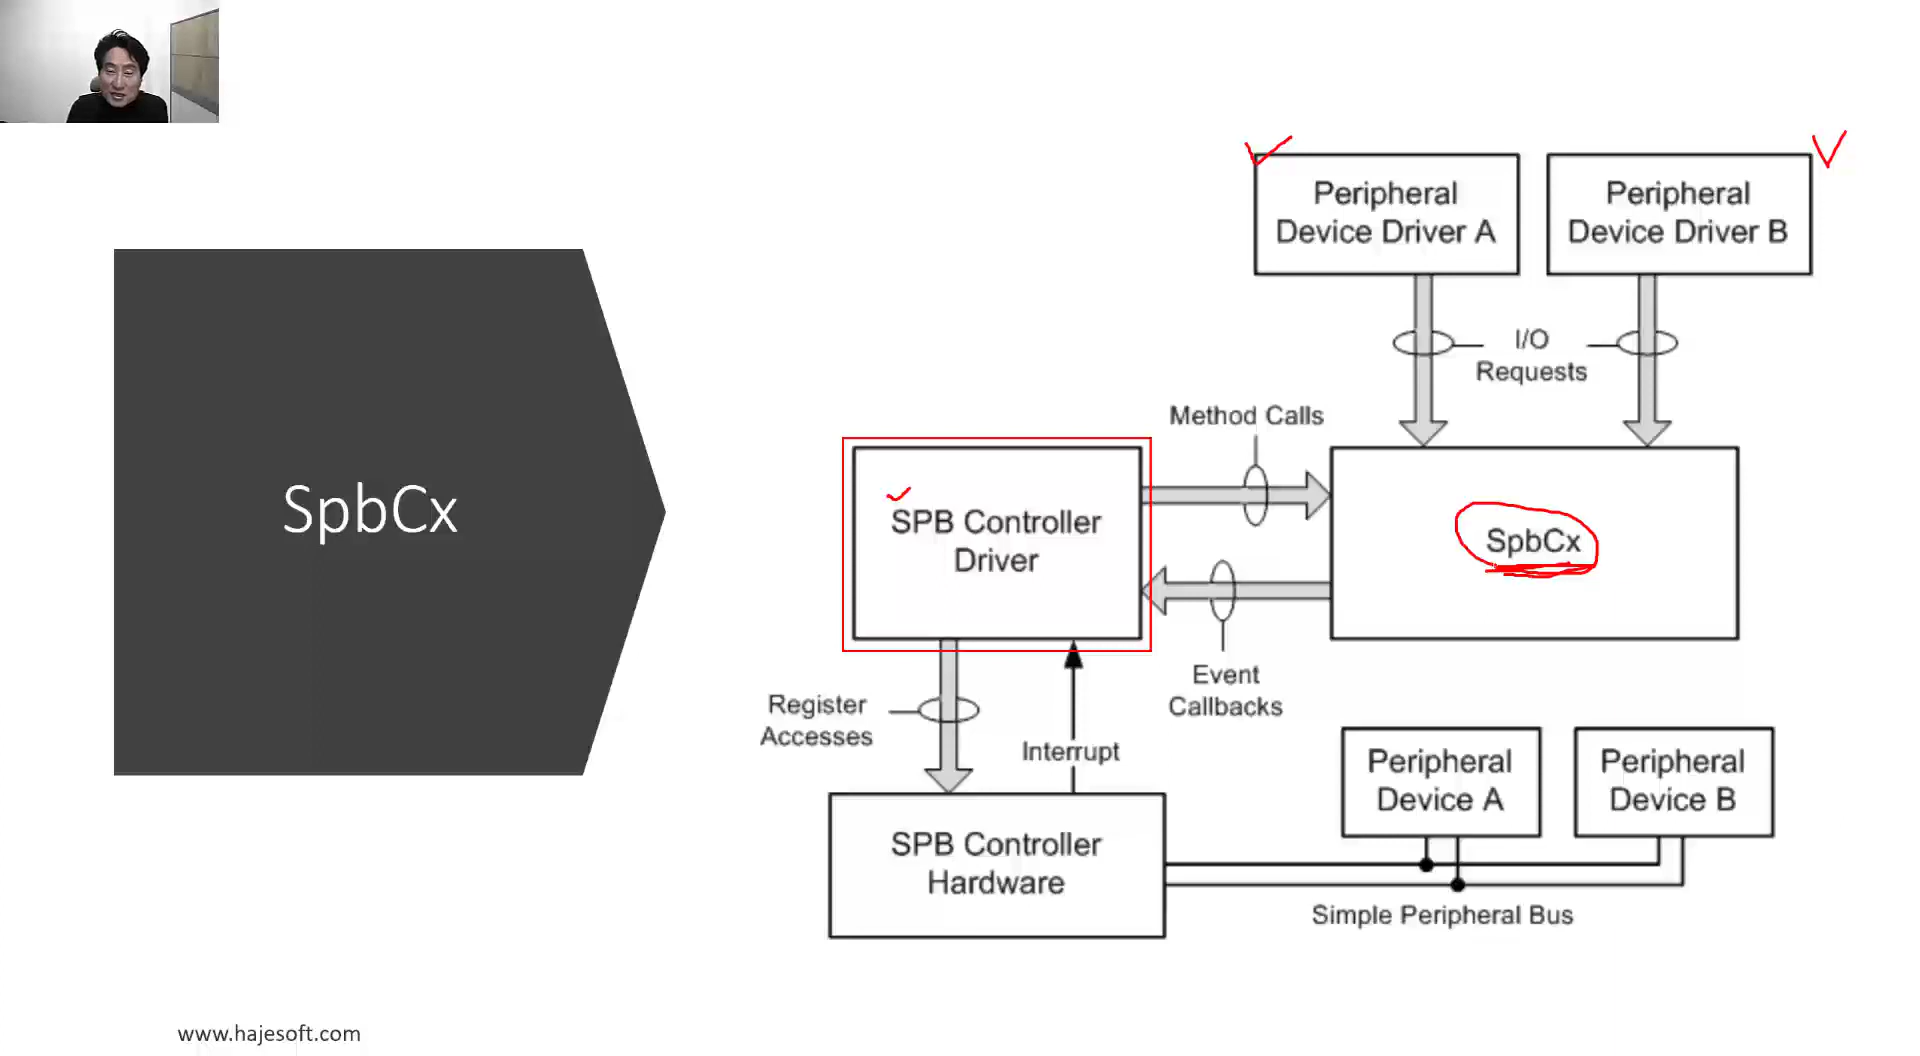 SpbCx
Peripheral
Device Driver A
Peripheral
Device Driver B
I/O
Requests
Method Calls
SPB Controller
Driver
SpbCx
Event
Callbacks
Register
Accesses
Interrupt
Peripheral
Device A
Peripheral
Device B
SPB Controller
Hardware
Simple Peripheral Bus
www.hajesoft.com